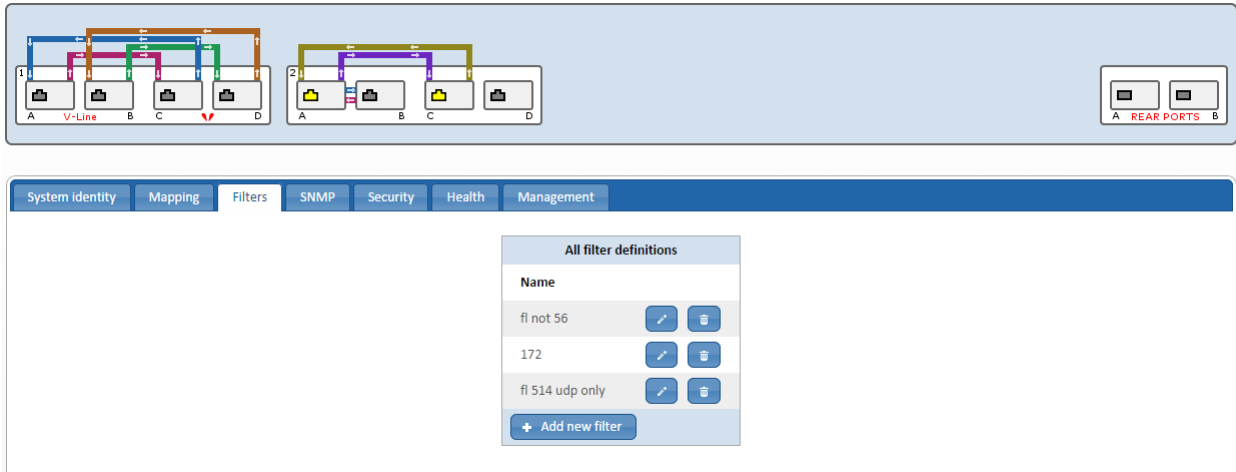 1
2
A V-Line B C D
A B C D
A REAR PORTS B
System identity Mapping Filters SNMP Security Health Management
All filter definitions
Name
fl not 56
172
fl 514 udp only
+ Add new filter